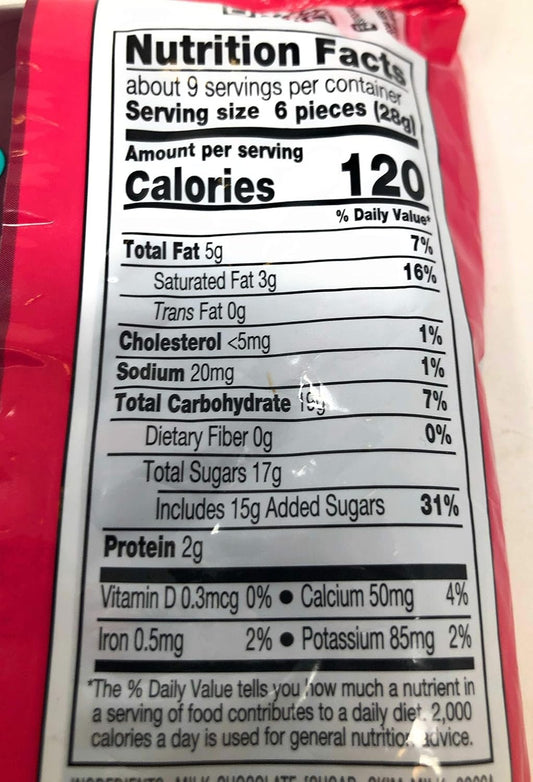 Nutrition Facts
about 9 servings per container
Serving size 6 pieces (28g)
Amount per serving
Calories 120
% Daily Value*
Total Fat 5g 7%
Saturated Fat 3g 16%
Trans Fat 0g
Cholesterol <5mg 1%
Sodium 20mg 1%
Total Carbohydrate 7%
Dietary Fiber 0g 0%
Total Sugars 17g
Includes 15g Added Sugars 31%
Protein 2g
Vitamin D 0.3mcg 0% ● Calcium 50mg 4%
Iron 0.5mg 2% ● Potassium 85mg 2%
*The % Daily Value tells you how much a nutrient in
a serving of food contributes to a daily diet. 2,000
calories a day is used for general nutrition advice.